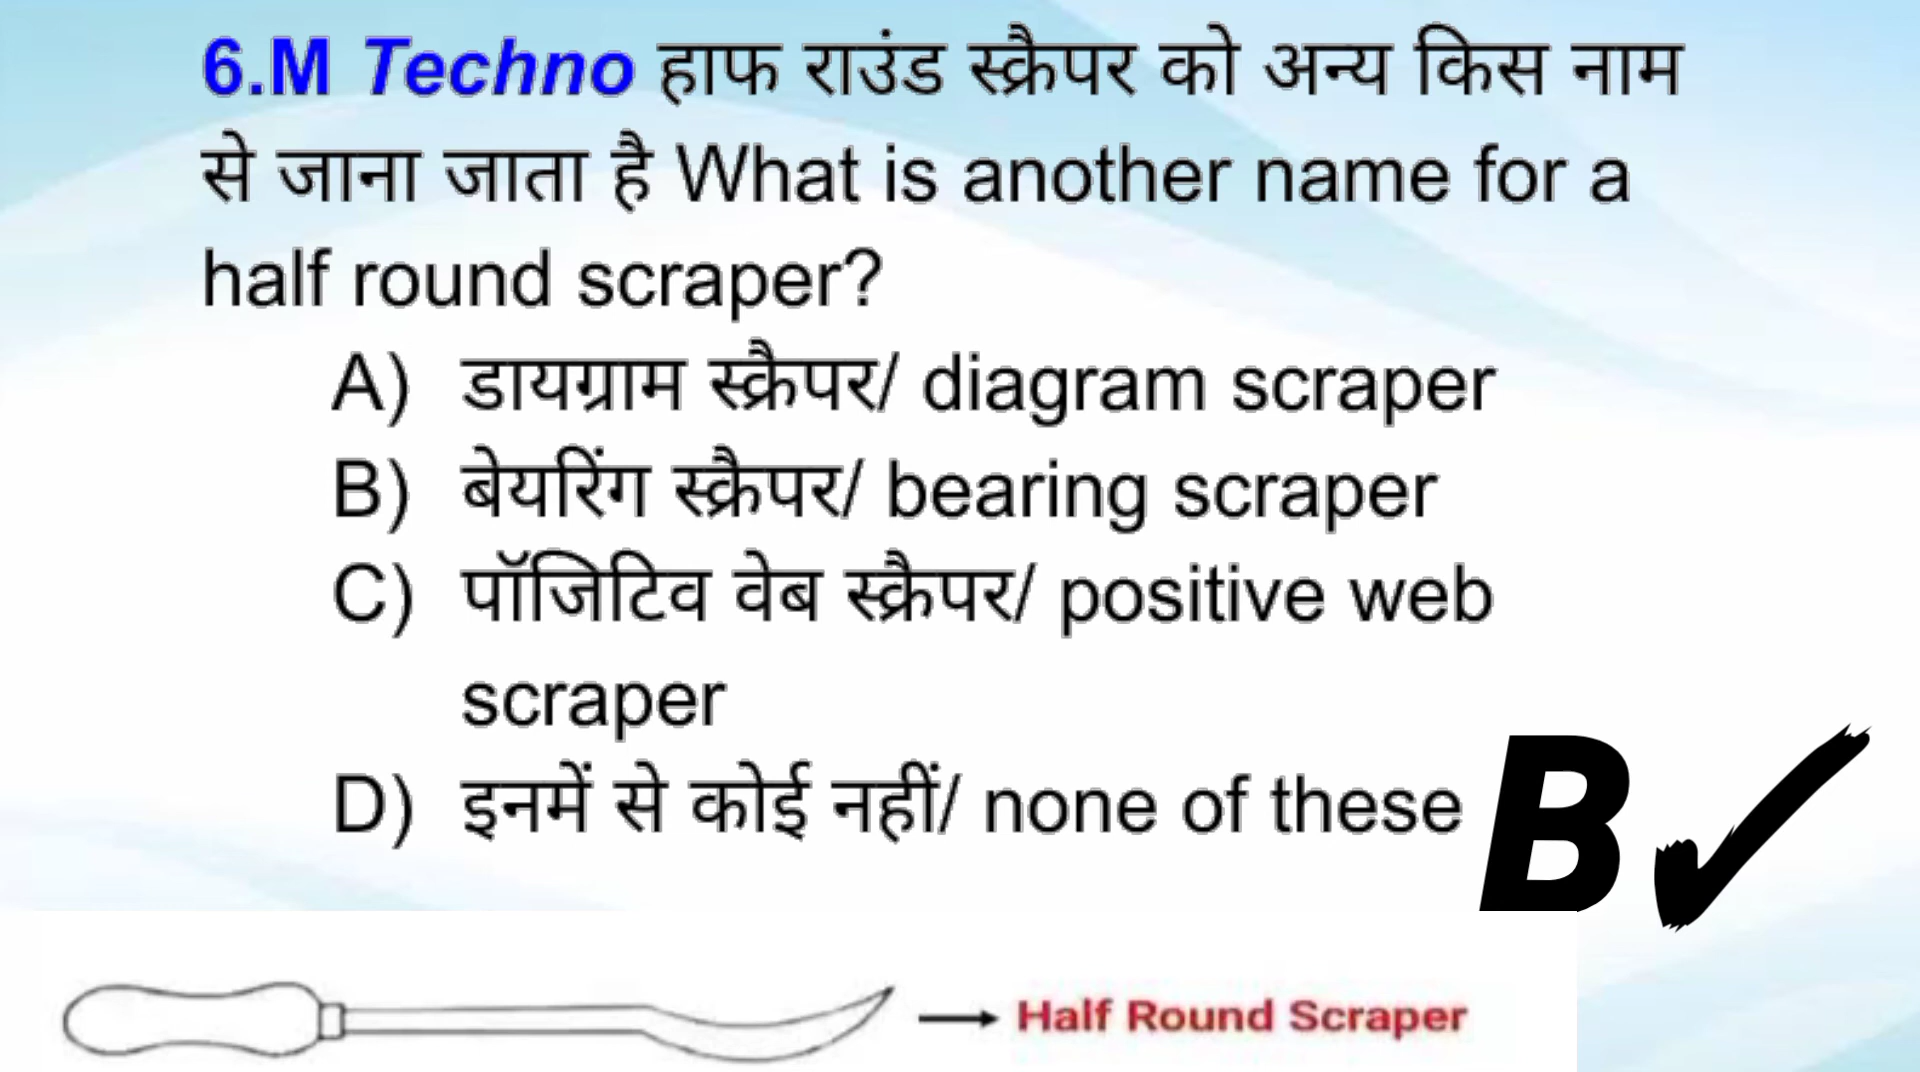 6.M Techno हाफ राउंड स्क्रैपर को अन्य किस नाम
से जाना जाता है What is another name for a
half round scraper?
A) डायग्राम स्क्रैपर/ diagram scraper
B) बेयरिंग स्क्रैपर/ bearing scraper
C) पॉजिटिव वेब स्क्रैपर/ positive web
scraper
D) इनमें से कोई नहीं/ none of these
B✓
Half Round Scraper